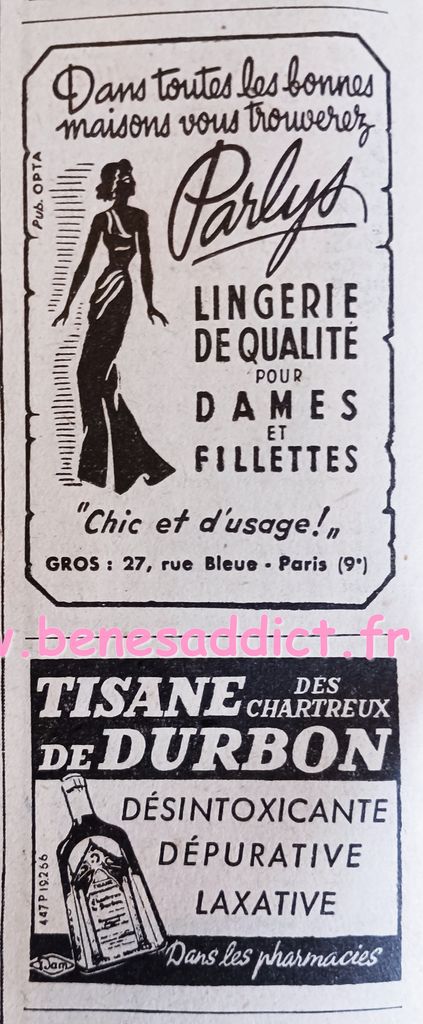 Dans toutes les bonnes
maisons vous trouverez
Pub. OPTA
Parlys
LINGERIE
DE QUALITÉ
POUR
DAMES
ET
FILLETTES
"Chic et d'usage!„
GROS : 27, rue Bleue - Paris (9ᵉ)
w.benesaddict.fr
TISANE DES
CHARTREUX
DE DURBON
DÉSINTOXICANTE
DÉPURATIVE
LAXATIVE
447P19266
Dam
Dans les pharmacies